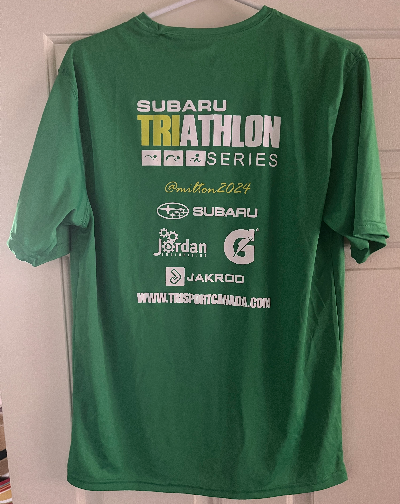 SUBARU
TRIATHLON
SERIES
@milton2024
SUBARU
Jordan
G
JAKROO
WWW.TRISPORTCANADA.COM